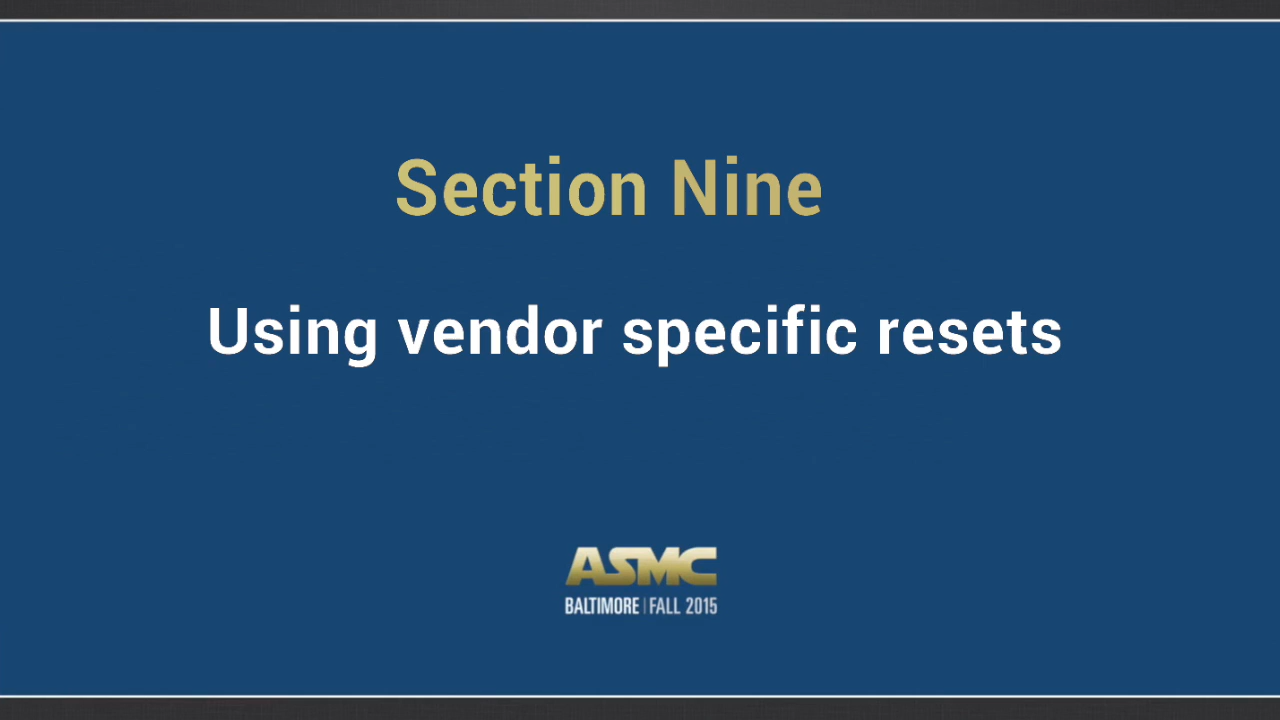 Section Nine
Using vendor specific resets
ASMC
BALTIMORE | FALL 2015